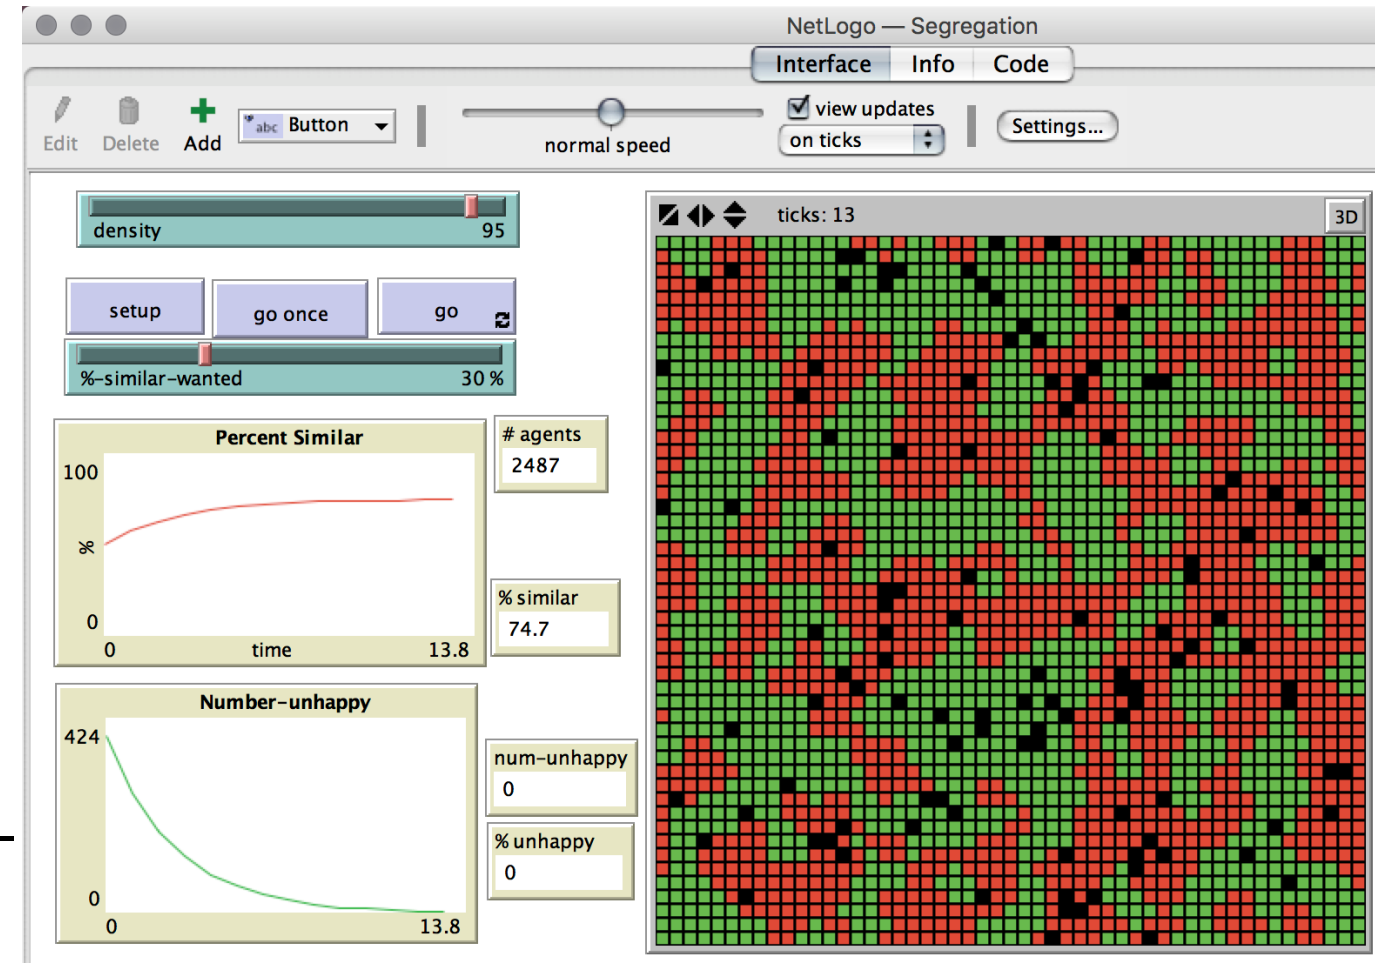 NetLogo — Segregation
Interface Info Code
Edit Delete Add abc Button normal speed view updates on ticks Settings...
density 95
setup go once go
%-similar-wanted 30 %
Percent Similar
100
%
0
0 time 13.8
# agents
2487
% similar
74.7
Number-unhappy
424
0
0 13.8
num-unhappy
0
% unhappy
0
ticks: 13 3D